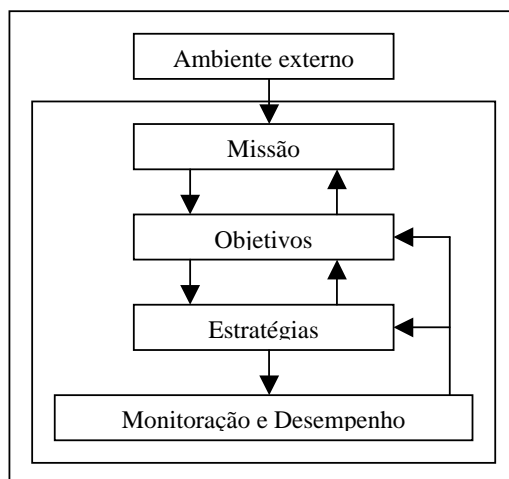 Ambiente externo
Missão
Objetivos
Estratégias
Monitoração e Desempenho